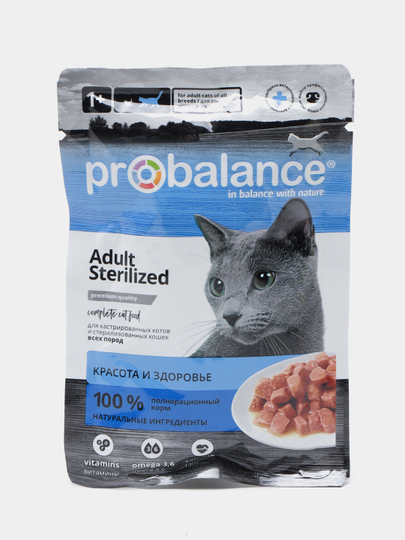 1+
for adult cats of all
breeds / для вз
probalance®
in balance with nature
Adult
Sterilized
premium quality
complete cat food
для кастрированных котов
и стерилизованных кошек
всех пород
КРАСОТА И ЗДОРОВЬЕ
100 % полнорационный
корм
НАТУРАЛЬНЫЕ ИНГРЕДИЕНТЫ
vitamins
витамины
omega 3,6